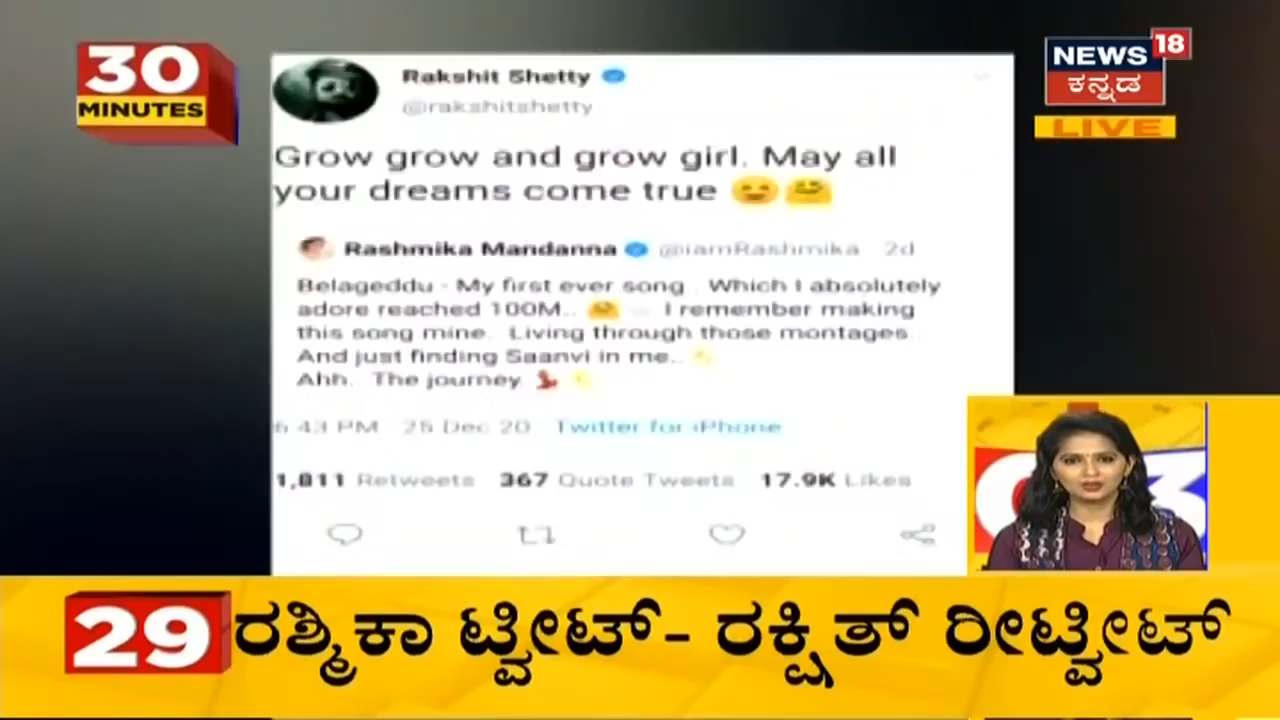 30
MINUTES
NEWS 18
ಕನ್ನಡ
LIVE
Rakshit Shetty
@rakshitshetty
Grow grow and grow girl. May all
your dreams come true 😉🤗
Rashmika Mandanna @iamRashmika 2d
Belageddu - My first ever song. Which I absolutely
adore reached 100M.. 🤗 I remember making
this song mine. Living through those montages.
And just finding Saanvi in me..
Ahh. The journey 💃
6:43 PM 25 Dec 20 Twitter for iPhone
1,811 Retweets 367 Quote Tweets 17.9K Likes
29 ರಶ್ಮಿಕಾ ಟ್ವೀಟ್- ರಕ್ಷಿತ್ ರೀಟ್ವೀಟ್